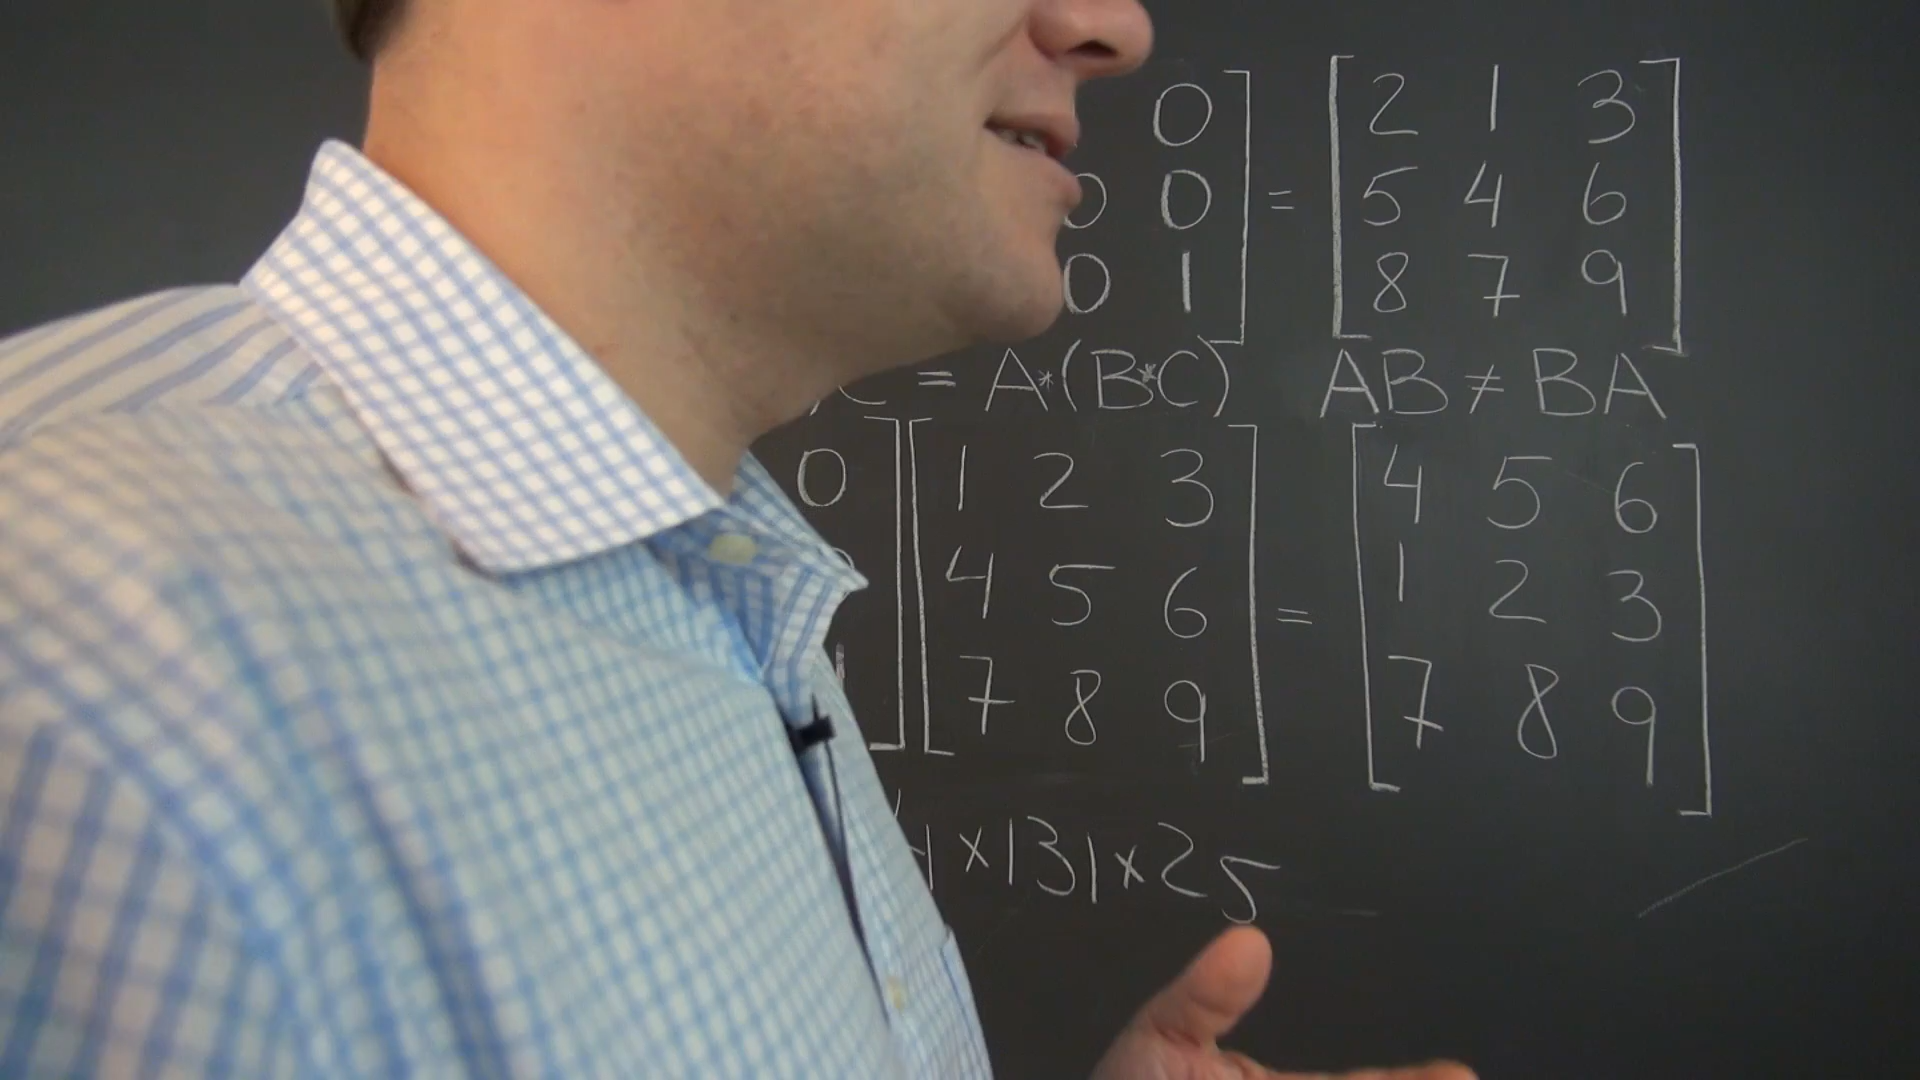 0 2 1 3
0 0 = 5 4 6
0 1 8 7 9
C = A*(B*C) AB ≠ BA
0 1 2 3 4 5 6
4 5 6 = 1 2 3
7 8 9 7 8 9
1×131×25